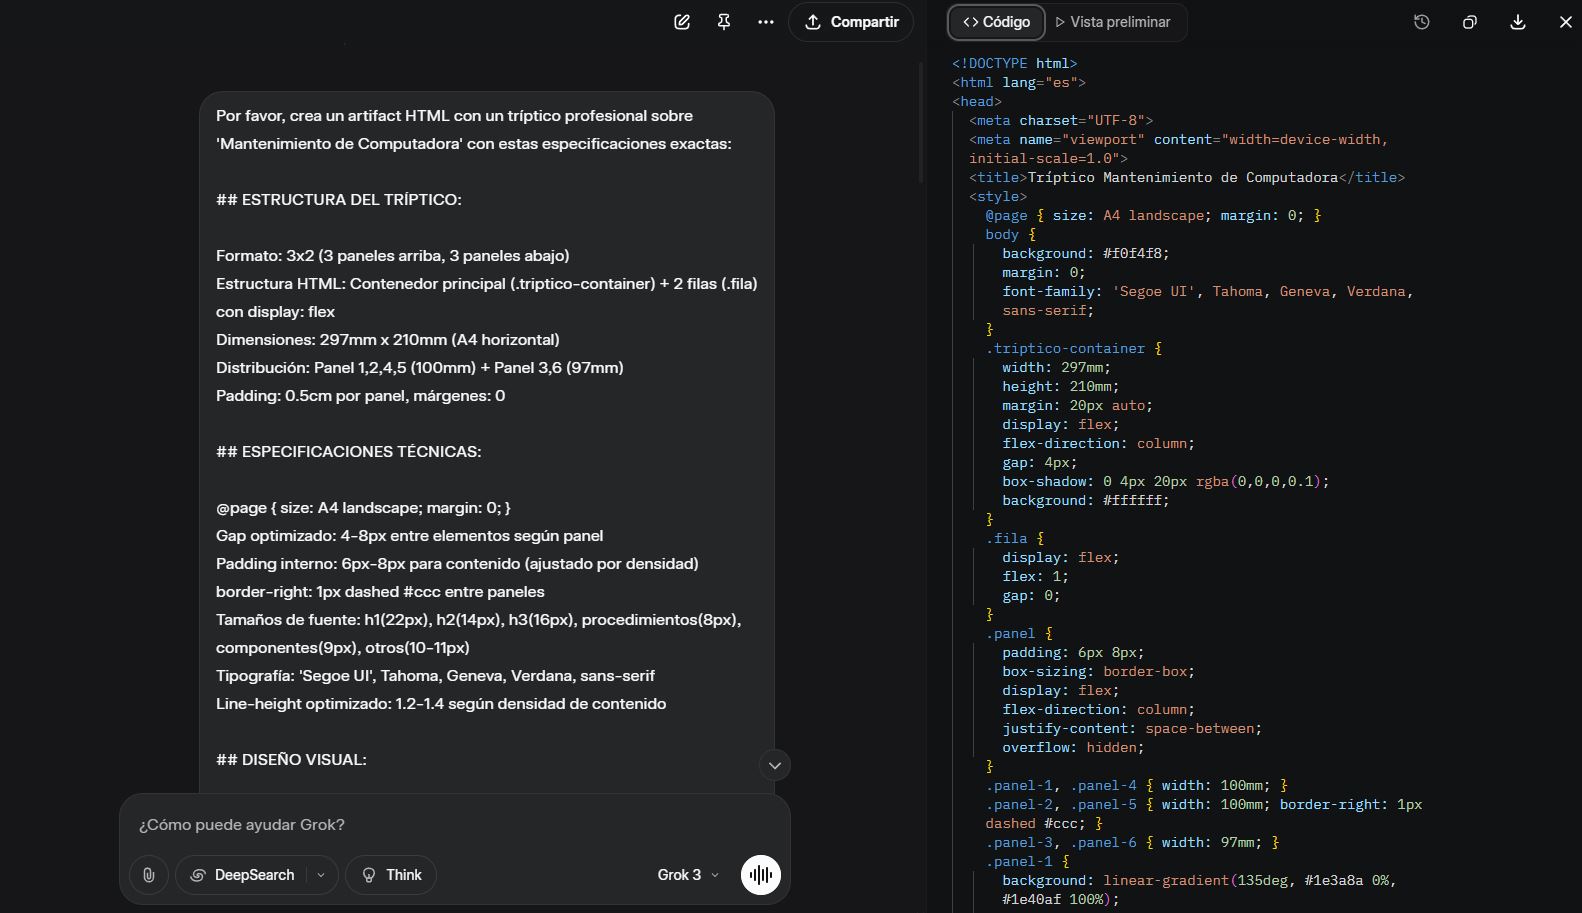 Compartir
Por favor, crea un artifact HTML con un tríptico profesional sobre
'Mantenimiento de Computadora' con estas especificaciones exactas:
## ESTRUCTURA DEL TRÍPTICO:
Formato: 3x2 (3 paneles arriba, 3 paneles abajo)
Estructura HTML: Contenedor principal (.triptico-container) + 2 filas (.fila)
con display: flex
Dimensiones: 297mm x 210mm (A4 horizontal)
Distribución: Panel 1,2,4,5 (100mm) + Panel 3,6 (97mm)
Padding: 0.5cm por panel, márgenes: 0
## ESPECIFICACIONES TÉCNICAS:
@page { size: A4 landscape; margin: 0; }
Gap optimizado: 4-8px entre elementos según panel
Padding interno: 6px-8px para contenido (ajustado por densidad)
border-right: 1px dashed #ccc entre paneles
Tamaños de fuente: h1(22px), h2(14px), h3(16px), procedimientos(8px),
componentes(9px), otros(10-11px)
Tipografía: 'Segoe UI', Tahoma, Geneva, Verdana, sans-serif
Line-height optimizado: 1.2-1.4 según densidad de contenido
## DISEÑO VISUAL:
¿Cómo puede ayudar Grok?
DeepSearch
Think
Grok 3
<> Código
Vista preliminar
<!DOCTYPE html>
<html lang="es">
<head>
<meta charset="UTF-8">
<meta name="viewport" content="width=device-width,
initial-scale=1.0">
<title>Tríptico Mantenimiento de Computadora</title>
<style>
@page { size: A4 landscape; margin: 0; }
body {
background: #f0f4f8;
margin: 0;
font-family: 'Segoe UI', Tahoma, Geneva, Verdana,
sans-serif;
}
.triptico-container {
width: 297mm;
height: 210mm;
margin: 20px auto;
display: flex;
flex-direction: column;
gap: 4px;
box-shadow: 0 4px 20px rgba(0,0,0,0.1);
background: #ffffff;
}
.fila {
display: flex;
flex: 1;
gap: 0;
}
.panel {
padding: 6px 8px;
box-sizing: border-box;
display: flex;
flex-direction: column;
justify-content: space-between;
overflow: hidden;
}
.panel-1, .panel-4 { width: 100mm; }
.panel-2, .panel-5 { width: 100mm; border-right: 1px
dashed #ccc; }
.panel-3, .panel-6 { width: 97mm; }
.panel-1 {
background: linear-gradient(135deg, #1e3a8a 0%,
#1e40af 100%);